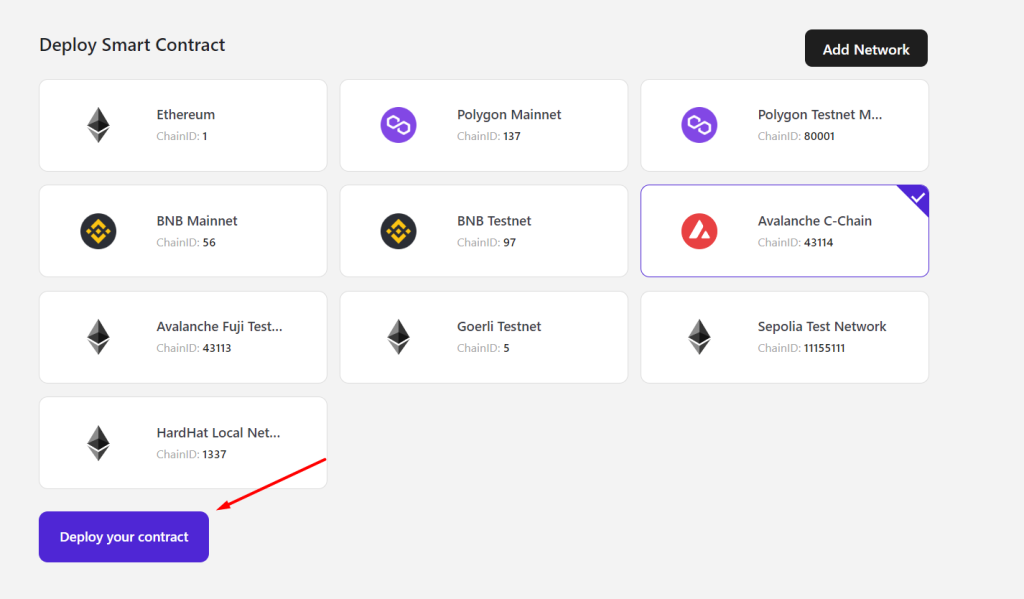 Deploy Smart Contract
Add Network
Ethereum
ChainID: 1
Polygon Mainnet
ChainID: 137
Polygon Testnet M...
ChainID: 80001
BNB Mainnet
ChainID: 56
BNB Testnet
ChainID: 97
Avalanche C-Chain
ChainID: 43114
Avalanche Fuji Test...
ChainID: 43113
Goerli Testnet
ChainID: 5
Sepolia Test Network
ChainID: 11155111
HardHat Local Net...
ChainID: 1337
Deploy your contract